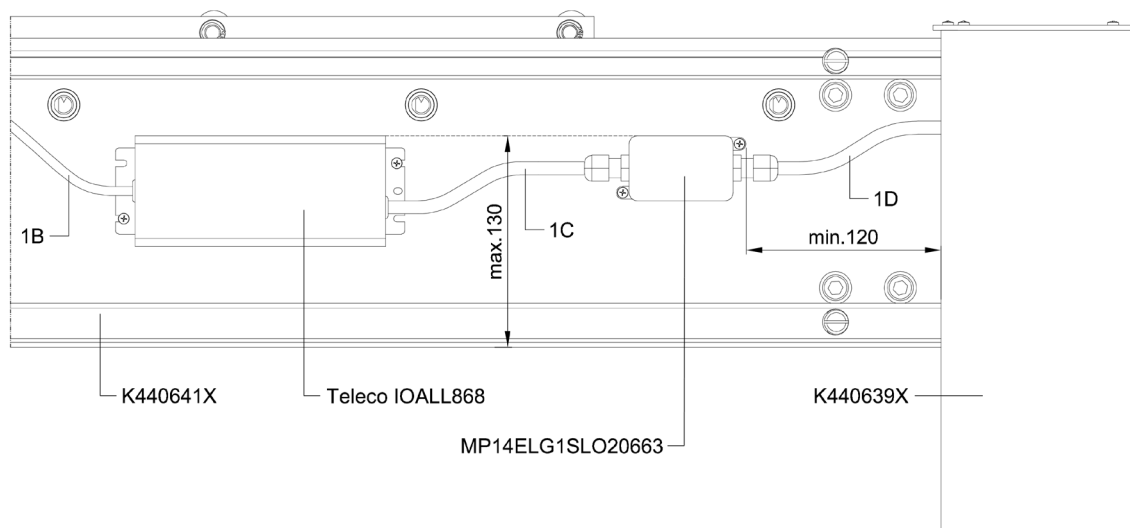 1B
max.130
1C
1D
min.120
K440641X
Teleco IOALL868
K440639X
MP14ELG1SLO20663